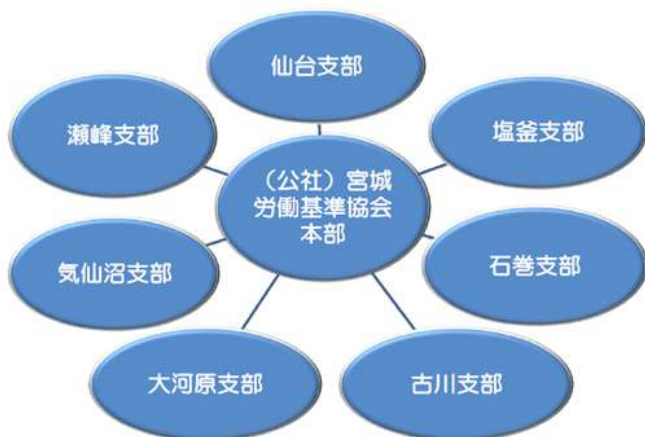 仙台支部
瀬峰支部
塩釜支部
（公社）宮城
労働基準協会
本部
気仙沼支部
石巻支部
大河原支部
古川支部